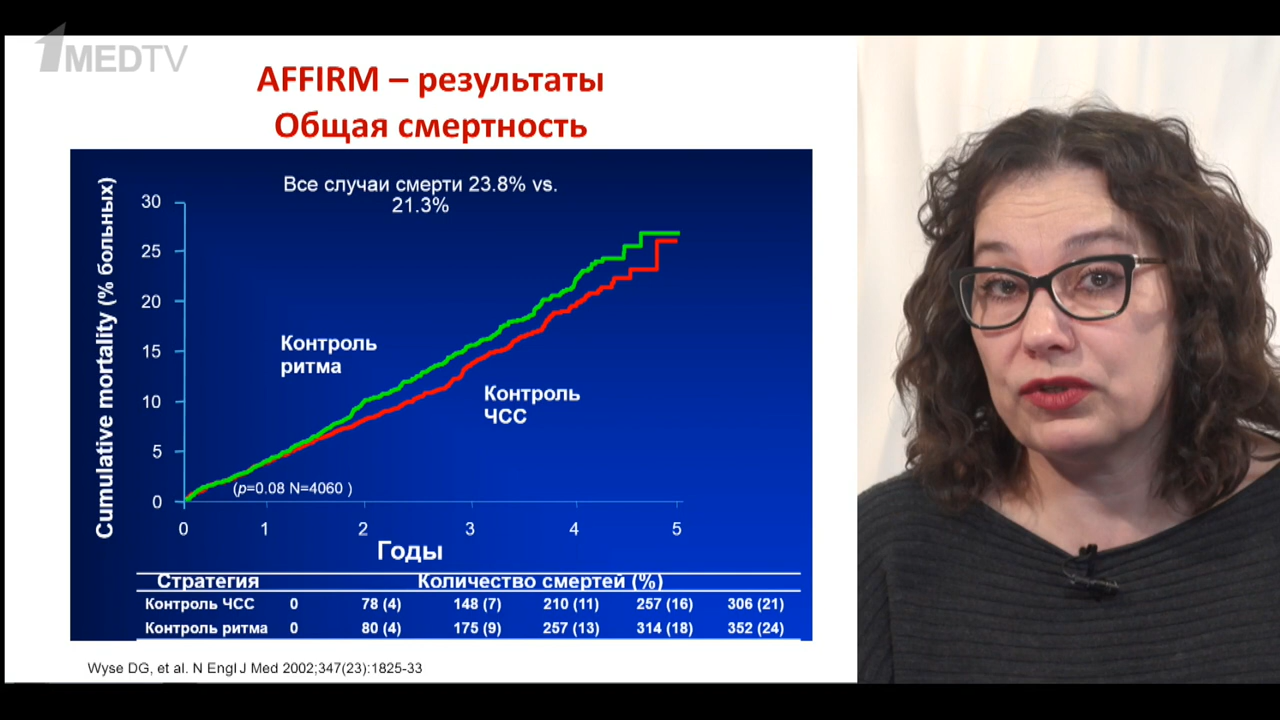 1MEDTV
AFFIRM – результаты
Общая смертность
Все случаи смерти 23.8% vs.
21.3%
Cumulative mortality (% больных)
30
25
20
15
10
5
0
Контроль
ритма
Контроль
ЧСС
(p=0.08 N=4060 )
0 1 2 3 4 5
Годы
Стратегия Количество смертей (%)
Контроль ЧСС 0 78 (4) 148 (7) 210 (11) 257 (16) 306 (21)
Контроль ритма 0 80 (4) 175 (9) 257 (13) 314 (18) 352 (24)
Wyse DG, et al. N Engl J Med 2002;347(23):1825-33